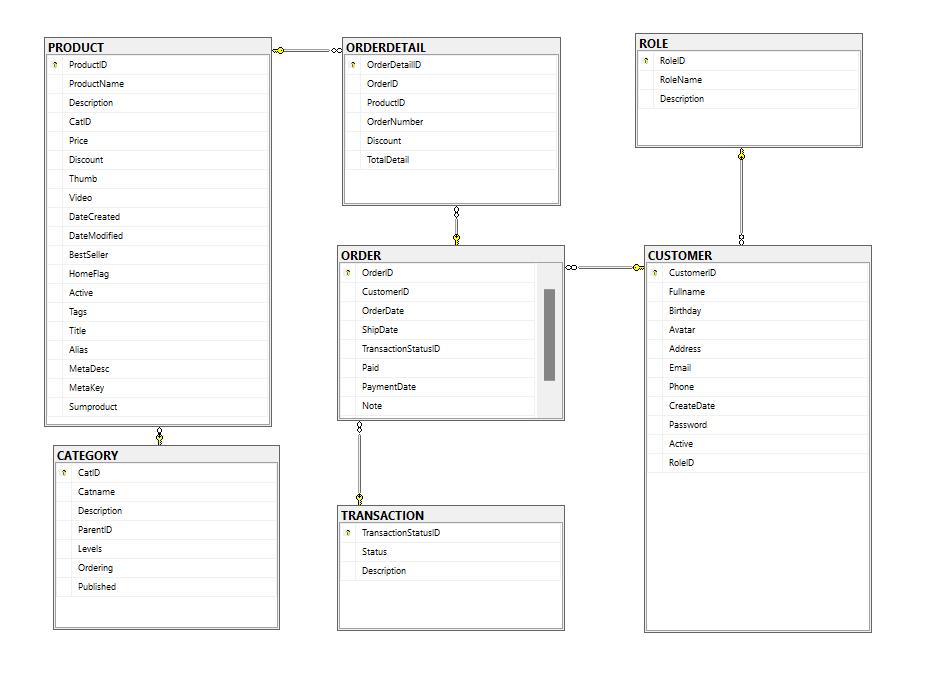 PRODUCT
ProductID
ProductName
Description
CatID
Price
Discount
Thumb
Video
DateCreated
DateModified
BestSeller
HomeFlag
Active
Tags
Title
Alias
MetaDesc
MetaKey
Sumproduct
ORDERDETAIL
OrderDetailID
OrderID
ProductID
OrderNumber
Discount
TotalDetail
ROLE
RoleID
RoleName
Description
ORDER
OrderID
CustomerID
OrderDate
ShipDate
TransactionStatusID
Paid
PaymentDate
Note
CUSTOMER
CustomerID
Fullname
Birthday
Avatar
Address
Email
Phone
CreateDate
Password
Active
RoleID
CATEGORY
CatID
Catname
Description
ParentID
Levels
Ordering
Published
TRANSACTION
TransactionStatusID
Status
Description